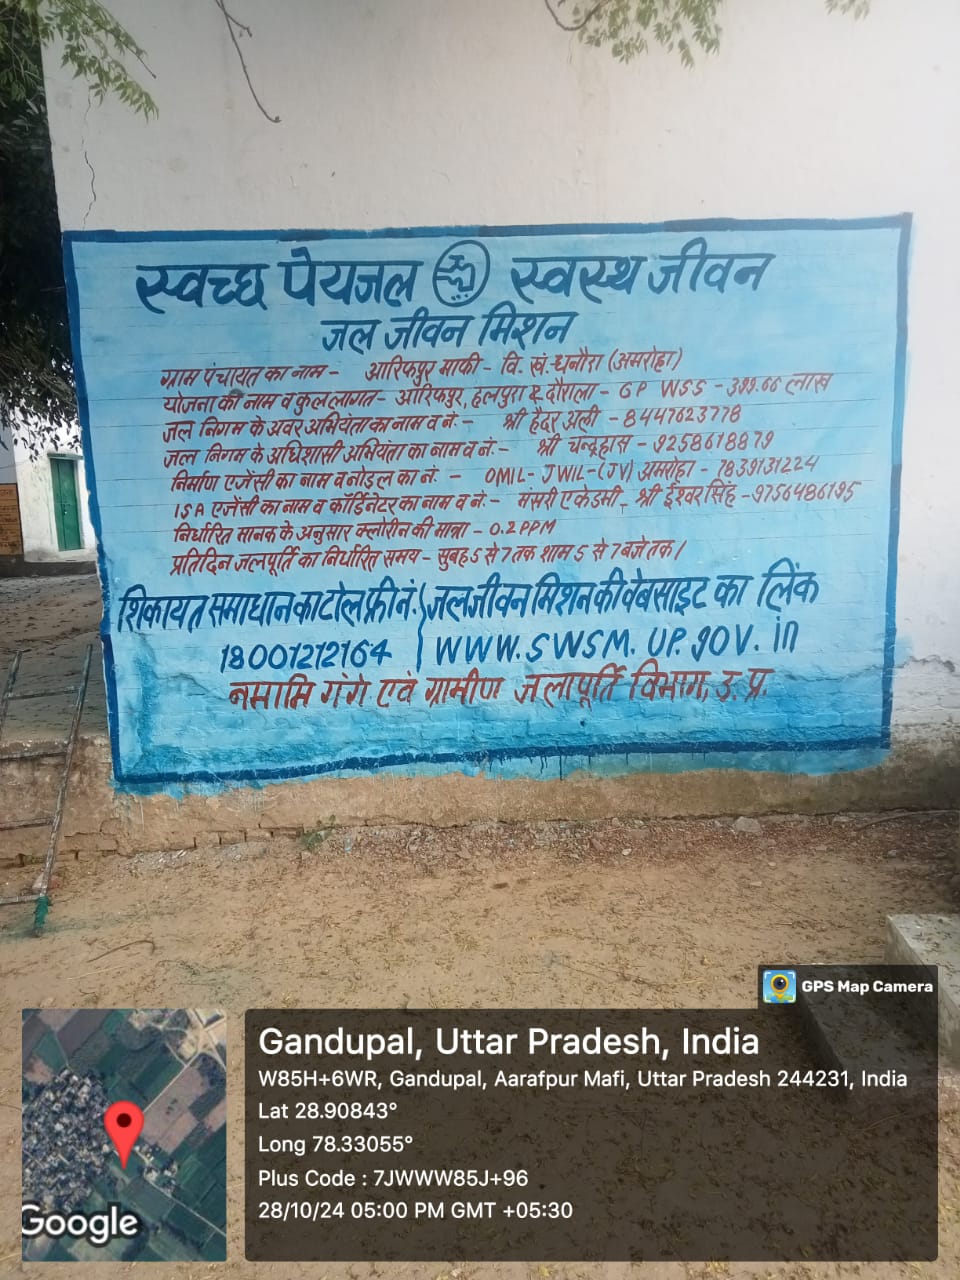 स्वच्छ पेयजल स्वस्थ जीवन
जल जीवन मिशन
ग्राम पंचायत का नाम - आरिफपुर माफी - वि. खं.-धनौरा (अमरोहा)
योजना की नाम व कुल लागत - आरिफपुर, हलपुरा & दौराला - GP WSS - 399.66 लाख
जल निगम के अवर अभियंता का नाम व नं. - श्री हैदर अली - 8447623778
जल निगम के अधिशासी अभियंता का नाम व नं. - श्री चन्द्रहास - 9258618879
निर्माण एजेंसी का नाम व नोडल का नं. - OMIL- JWIL-(JV) अमरोहा - 7839131224
ISA एजेंसी का नाम व कॉर्डिनेटर का नाम व नं. - मंसरी एकेडमी - श्री ईश्वर सिंह -9756486195
निर्धारित मानक के अनुसार क्लोरीन की मात्रा - 0.2 PPM
प्रतिदिन जलपूर्ति का निर्धारित समय - सुबह 5 से 7 तक शाम 5 से 7 बजे तक।
शिकायत समाधान का टोल फ्री नं. जल जीवन मिशन की वेबसाइट का लिंक
18001212164 WWW.SWSM.UP.gov.in
नमामि गंगे एवं ग्रामीण जलापूर्ति विभाग, उ. प्र.
GPS Map Camera
Gandupal, Uttar Pradesh, India
W85H+6WR, Gandupal, Aarafpur Mafi, Uttar Pradesh 244231, India
Lat 28.90843°
Long 78.33055°
Plus Code : 7JWWW85J+96
28/10/24 05:00 PM GMT +05:30
Google